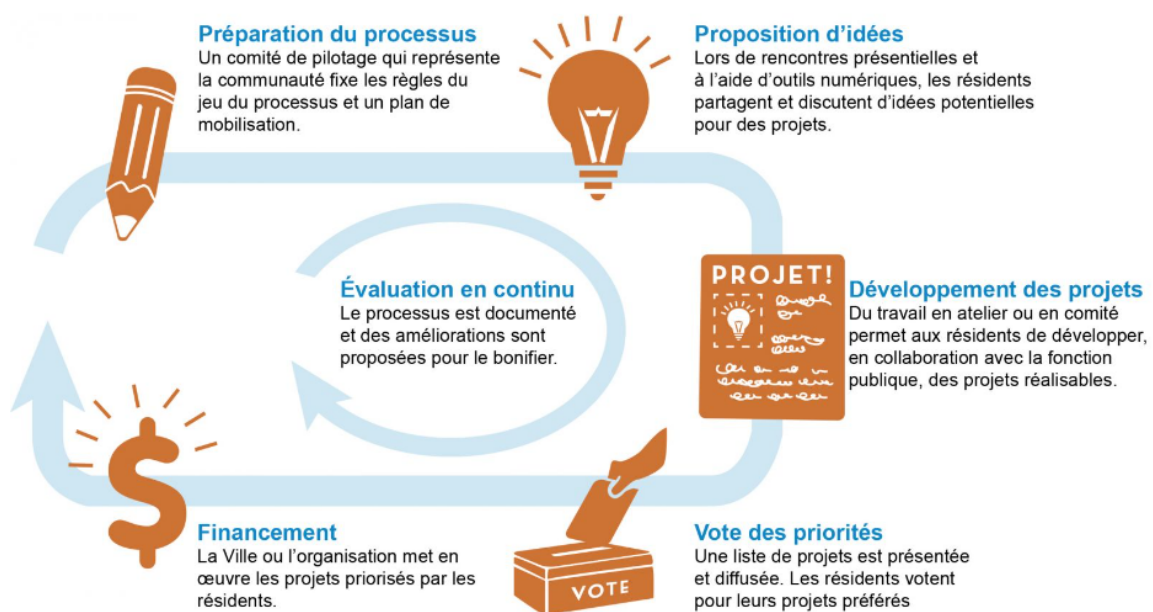 Préparation du processus
Un comité de pilotage qui représente
la communauté fixe les règles du
jeu du processus et un plan de
mobilisation.
Proposition d’idées
Lors de rencontres présentielles et
à l’aide d’outils numériques, les résidents
partagent et discutent d’idées potentielles
pour des projets.
PROJET!
Développement des projets
Du travail en atelier ou en comité
permet aux résidents de développer,
en collaboration avec la fonction
publique, des projets réalisables.
Évaluation en continu
Le processus est documenté
et des améliorations sont
proposées pour le bonifier.
VOTE
Vote des priorités
Une liste de projets est présentée
et diffusée. Les résidents votent
pour leurs projets préférés
$
Financement
La Ville ou l’organisation met en
œuvre les projets priorisés par les
résidents.